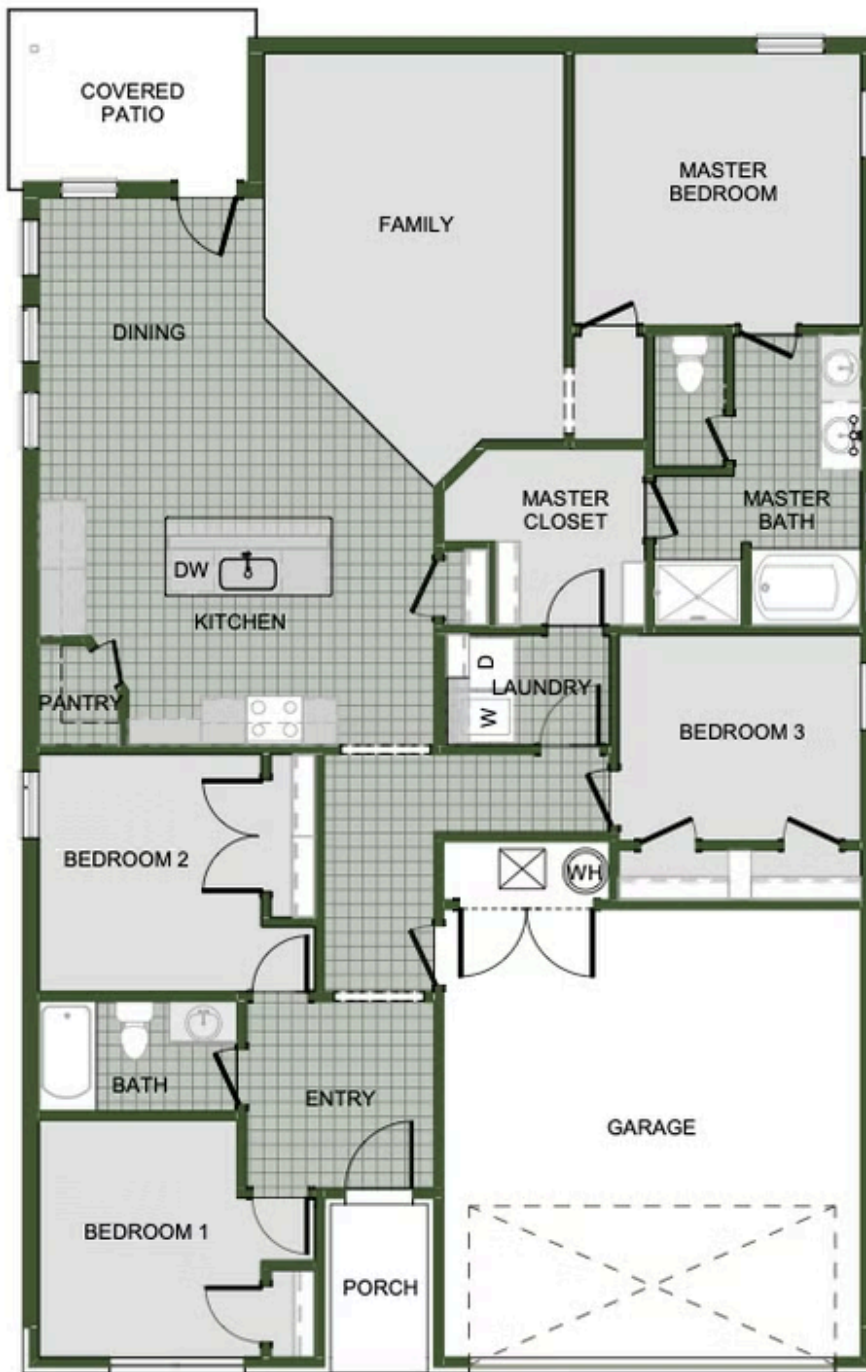 COVERED
PATIO
MASTER
BEDROOM
FAMILY
DINING
MASTER
CLOSET
MASTER
BATH
DW
KITCHEN
D
LAUNDRY
W
PANTRY
BEDROOM 3
BEDROOM 2
WH
BATH
ENTRY
GARAGE
BEDROOM 1
PORCH